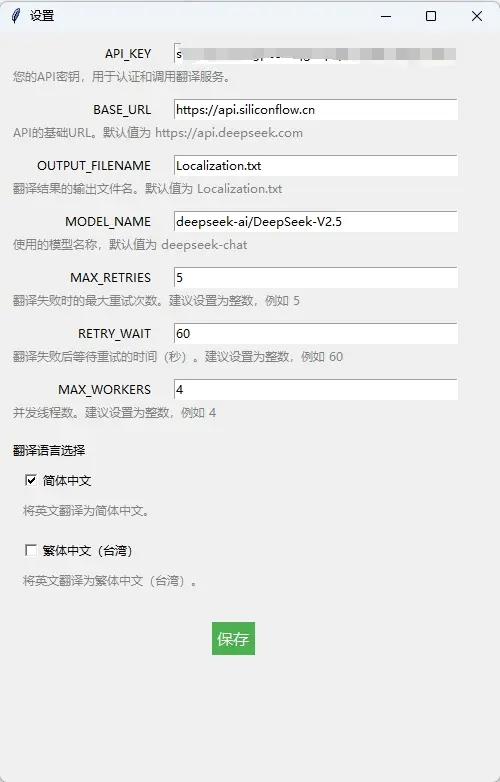 设置
API_KEY
您的API密钥，用于认证和调用翻译服务。
BASE_URL https://api.siliconflow.cn
API的基础URL。默认值为 https://api.deepseek.com
OUTPUT_FILENAME Localization.txt
翻译结果的输出文件名。默认值为 Localization.txt
MODEL_NAME deepseek-ai/DeepSeek-V2.5
使用的模型名称，默认值为 deepseek-chat
MAX_RETRIES 5
翻译失败时的最大重试次数。建议设置为整数，例如 5
RETRY_WAIT 60
翻译失败后等待重试的时间（秒）。建议设置为整数，例如 60
MAX_WORKERS 4
并发线程数。建议设置为整数，例如 4
翻译语言选择
简体中文
将英文翻译为简体中文。
繁体中文（台湾）
将英文翻译为繁体中文（台湾）。
保存